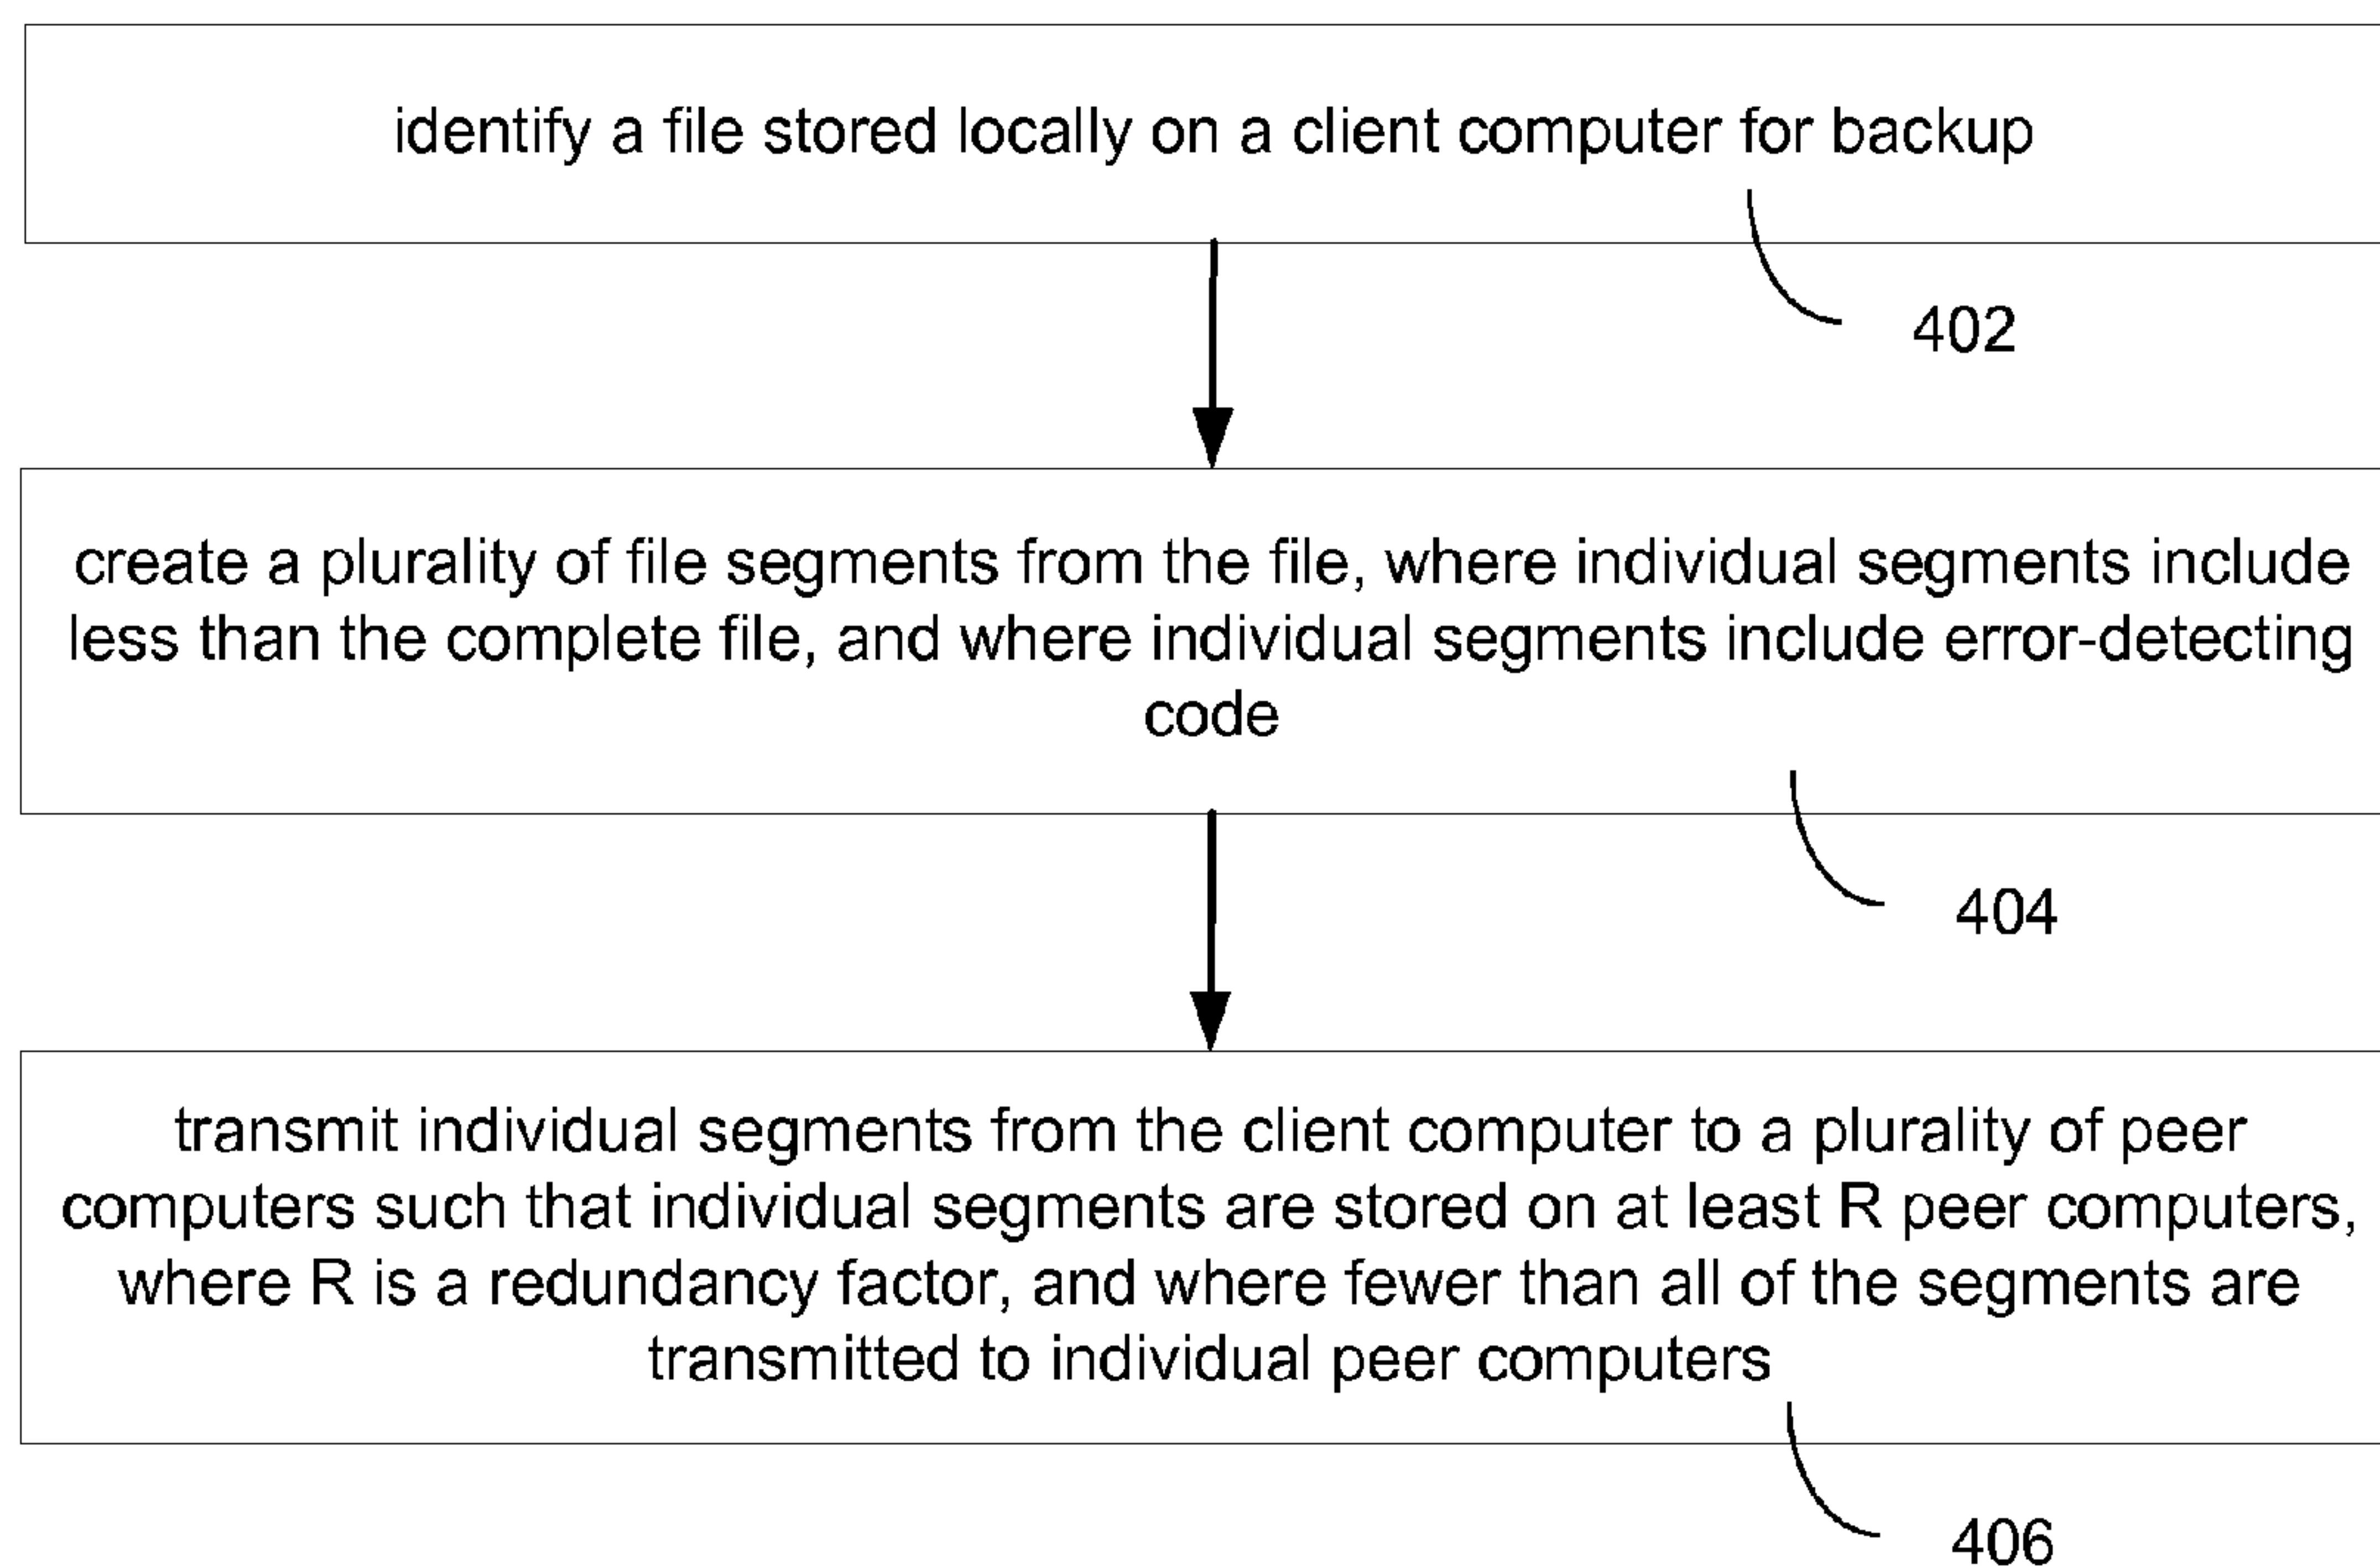 identify a file stored locally on a client computer for backup
402
create a plurality of file segments from the file, where individual segments include
less than the complete file, and where individual segments include error-detecting
code
404
transmit individual segments from the client computer to a plurality of peer
computers such that individual segments are stored on at least R peer computers,
where R is a redundancy factor, and where fewer than all of the segments are
transmitted to individual peer computers
406